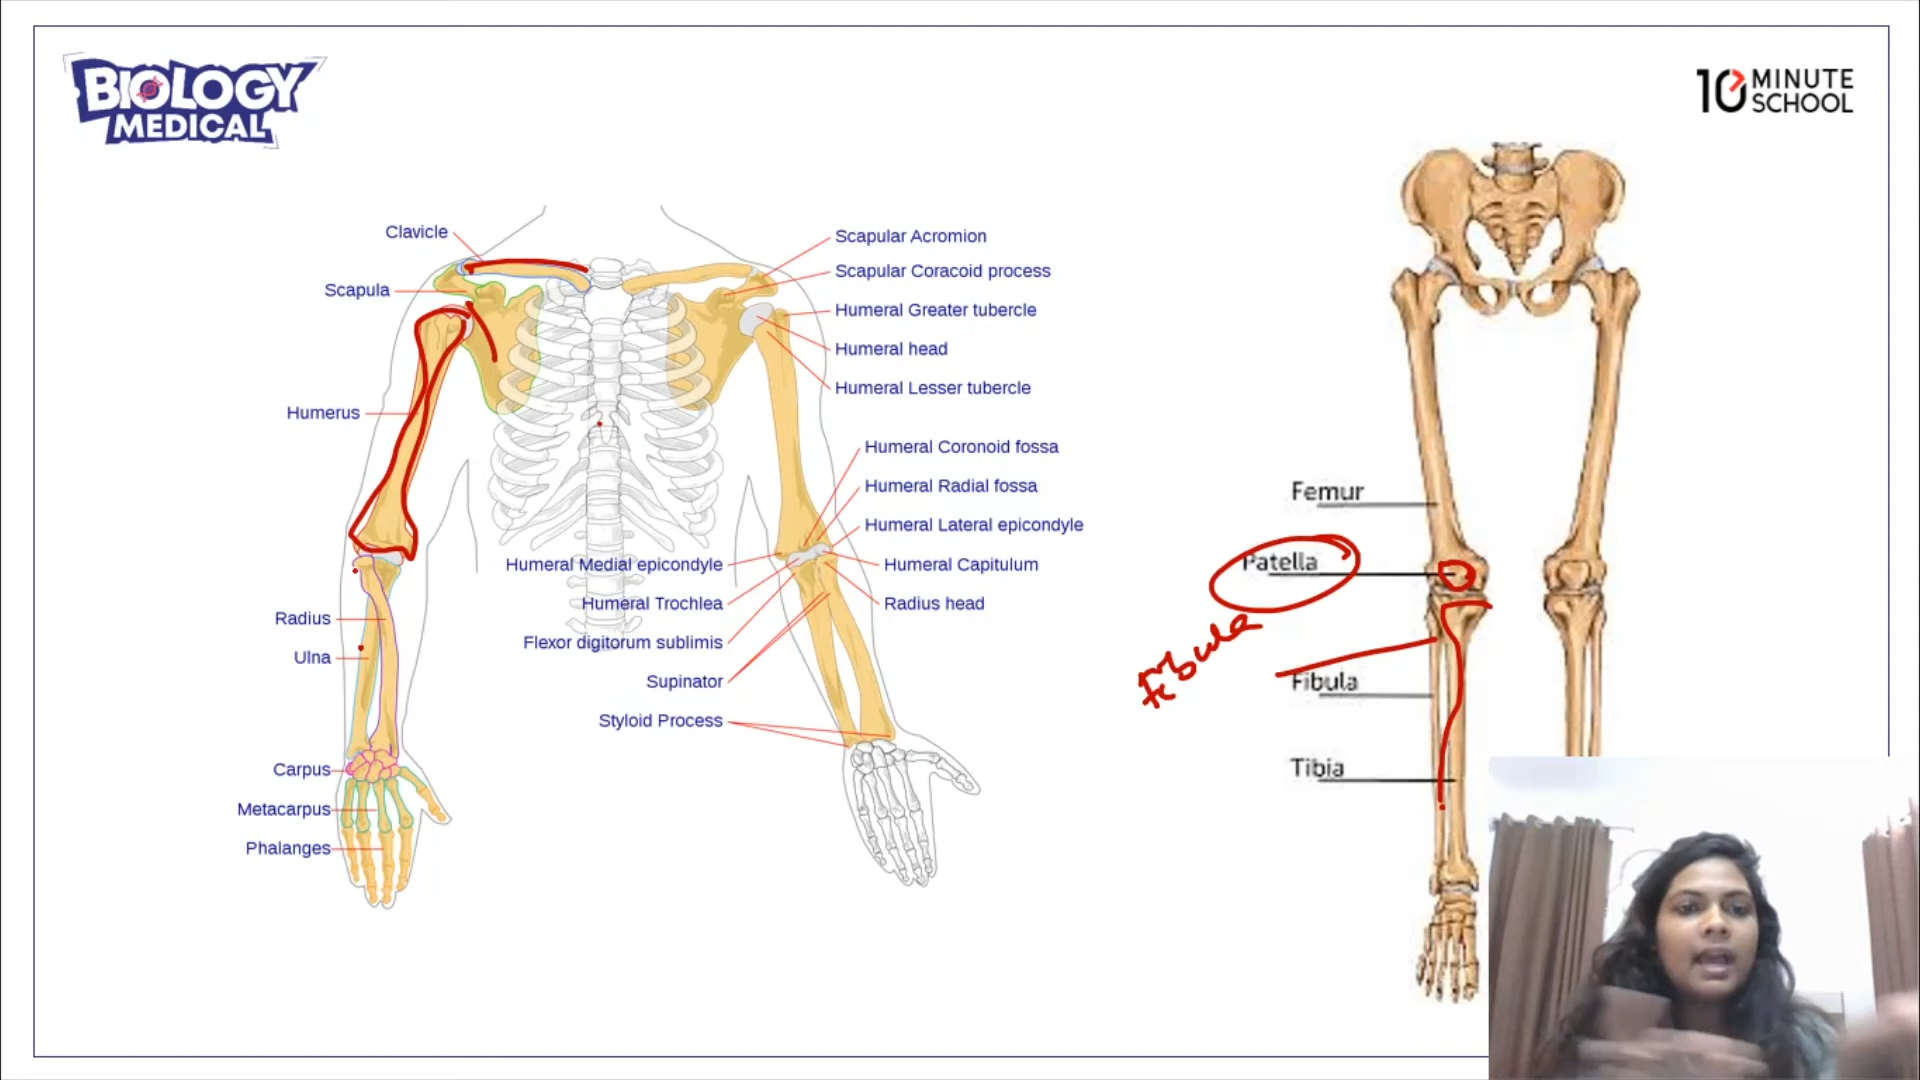 BIOLOGY
MEDICAL
10 MINUTE
SCHOOL
Clavicle
Scapula
Humerus
Radius
Ulna
Carpus
Metacarpus
Phalanges
Scapular Acromion
Scapular Coracoid process
Humeral Greater tubercle
Humeral head
Humeral Lesser tubercle
Humeral Coronoid fossa
Humeral Radial fossa
Humeral Lateral epicondyle
Humeral Capitulum
Radius head
Humeral Medial epicondyle
Humeral Trochlea
Flexor digitorum sublimis
Supinator
Styloid Process
Femur
Patella
fibula
Fibula
Tibia